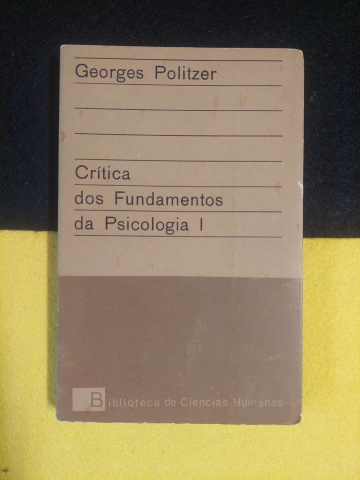 Georges Politzer
Crítica
dos Fundamentos
da Psicologia I
Biblioteca de Ciencias Humanas